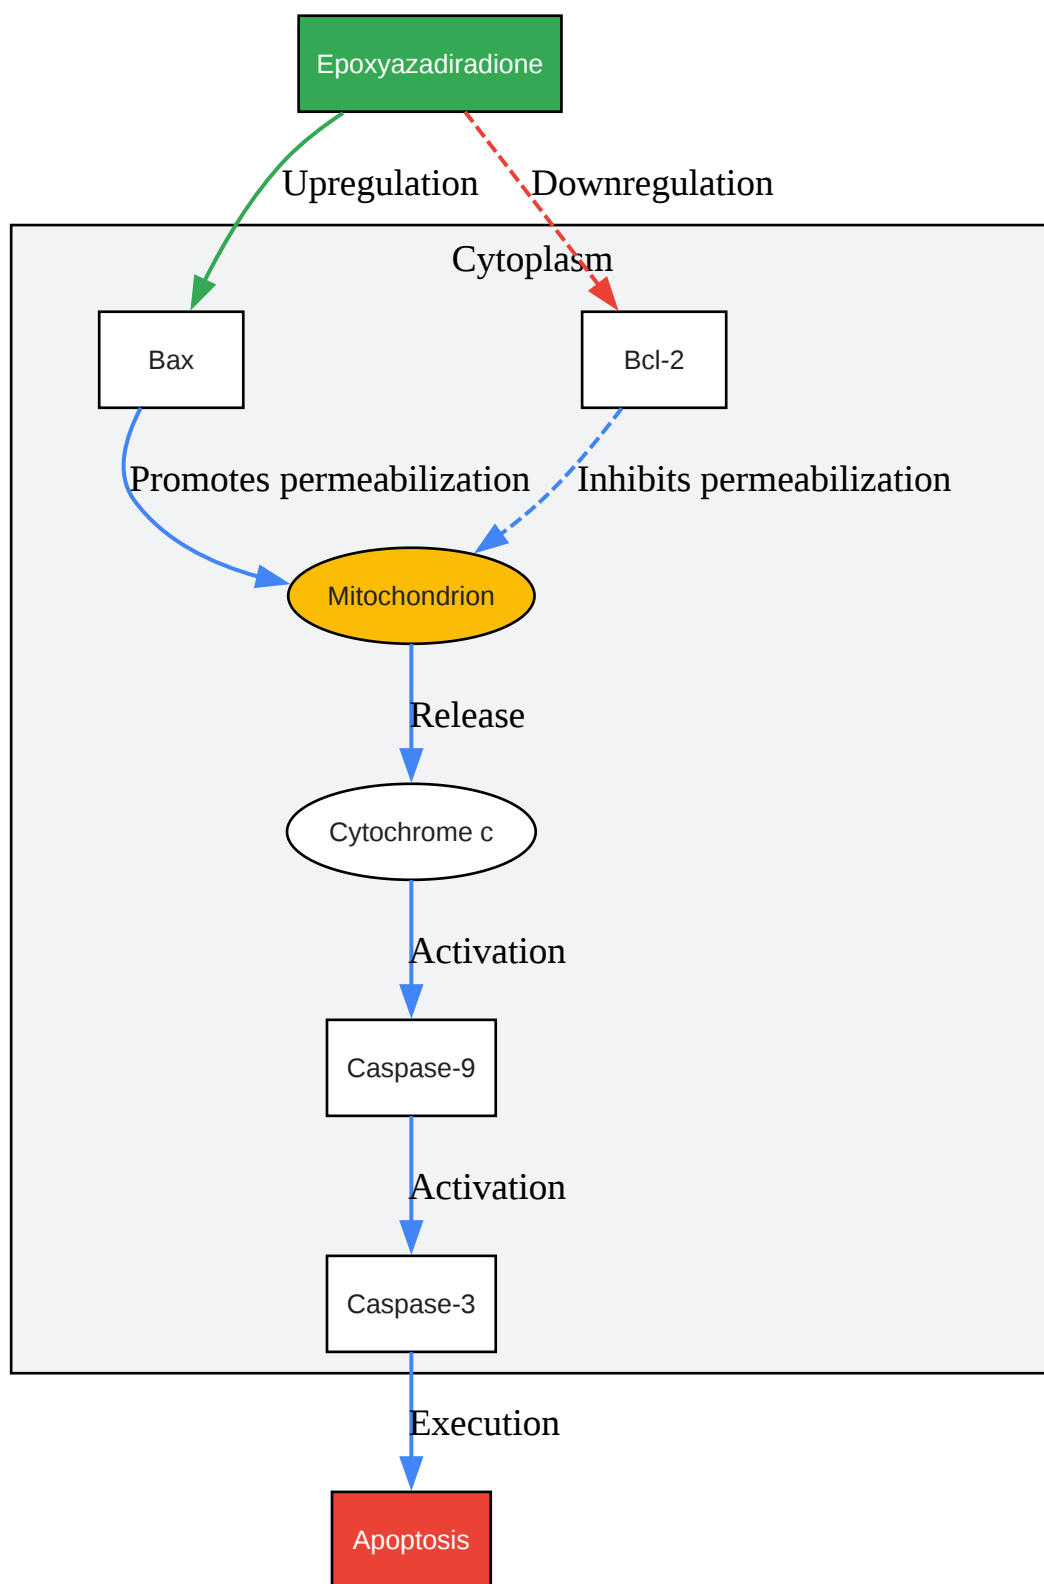 Epoxyazadiradione
Upregulation
Downregulation
Cytoplasm
Bax
Bcl-2
Promotes permeabilization
Inhibits permeabilization
Mitochondrion
Release
Cytochrome c
Activation
Caspase-9
Activation
Caspase-3
Execution
Apoptosis